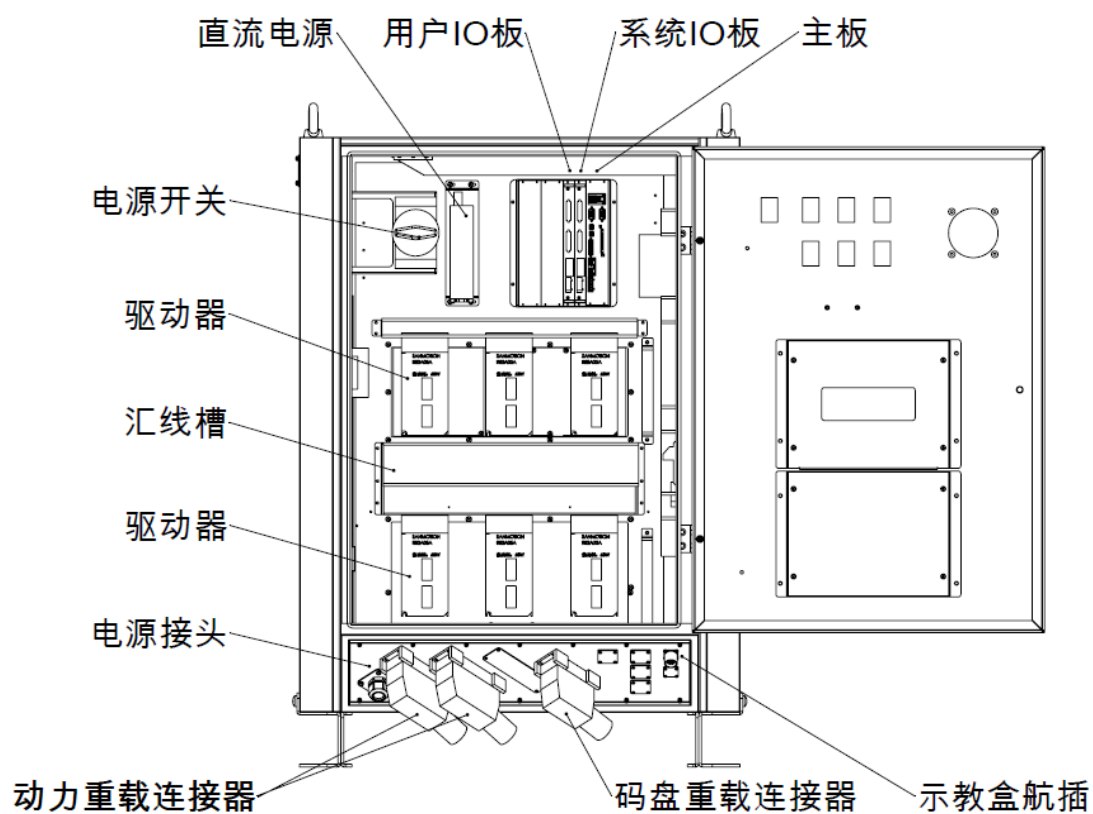 直流电源
用户IO板
系统IO板
主板
电源开关
驱动器
汇线槽
驱动器
电源接头
动力重载连接器
码盘重载连接器
示教盒航插